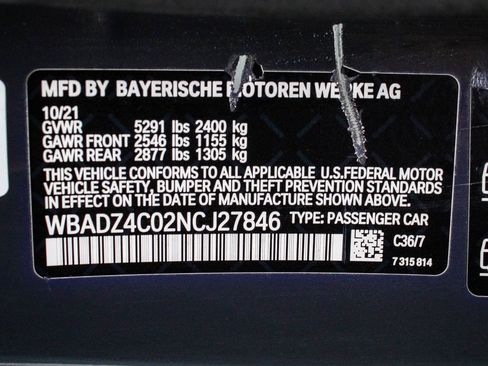 MFD BY BAYERISCHE MOTOREN WERKE AG
10/21
GVWR 5291 lbs 2400 kg
GAWR FRONT 2546 lbs 1155 kg
GAWR REAR 2877 lbs 1305 kg
THIS VEHICLE CONFORMS TO ALL APPLICABLE U.S.FEDERAL MOTOR
VEHICLE SAFETY, BUMPER AND THEFT PREVENTION STANDARDS
IN EFFECT ON THE DATE OF MANUFACTURE SHOWN ABOVE.
WBADZ4C02NCJ27846 TYPE: PASSENGER CAR
C36/7
7 315 814